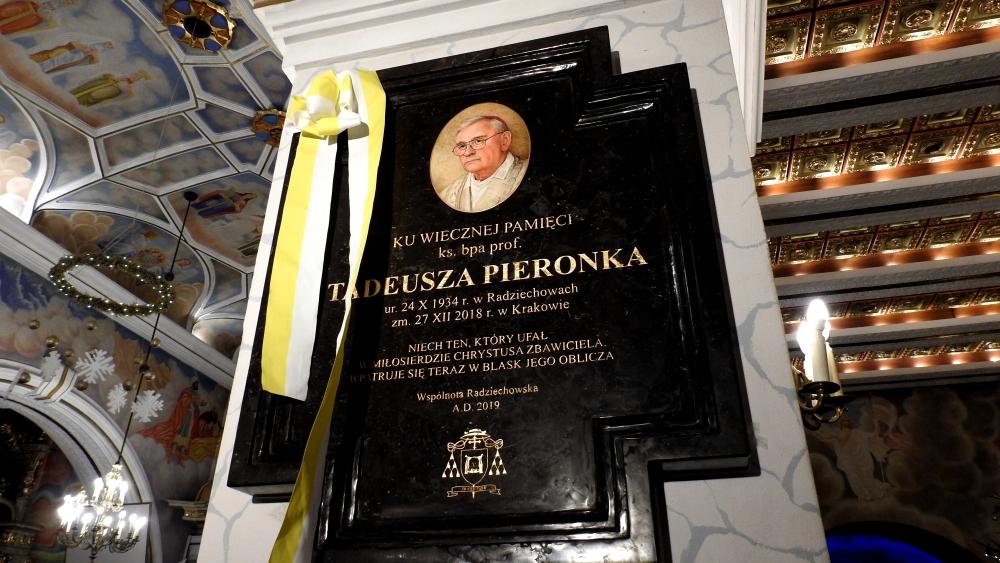 KU WIECZNEJ PAMIĘCI
ks. bpa prof.
TADEUSZA PIERONKA
ur. 24 X 1934 r. w Radziechowach
zm. 27 XII 2018 r. w Krakowie
NIECH TEN, KTÓRY UFAŁ
W MIŁOSIERDZIE CHRYSTUSA ZBAWICIELA,
WPATRUJE SIĘ TERAZ W BLASK JEGO OBLICZA
Wspólnota Radziechowska
A.D. 2019